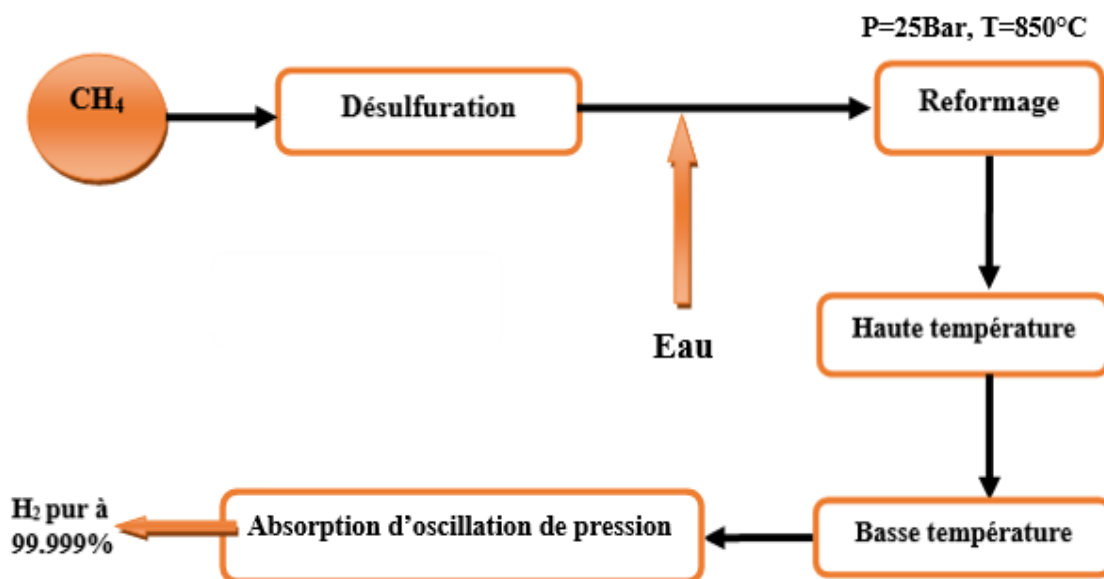 P=25Bar, T=850°C
CH₄
Désulfuration
Reformage
Eau
Haute température
Basse température
Absorption d’oscillation de pression
H₂ pur à
99.999%